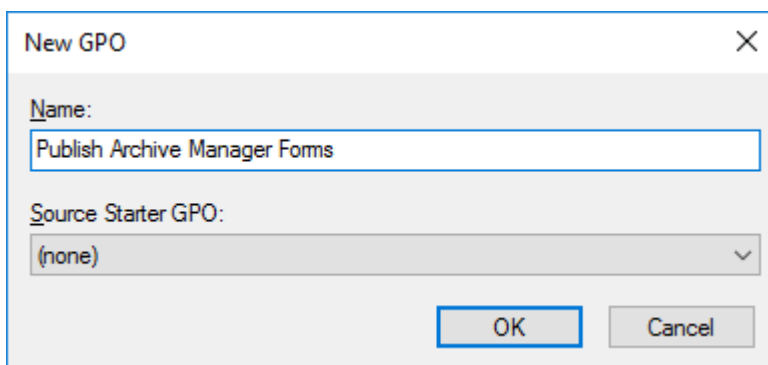 New GPO
Name:
Publish Archive Manager Forms
Source Starter GPO:
(none)
OK Cancel